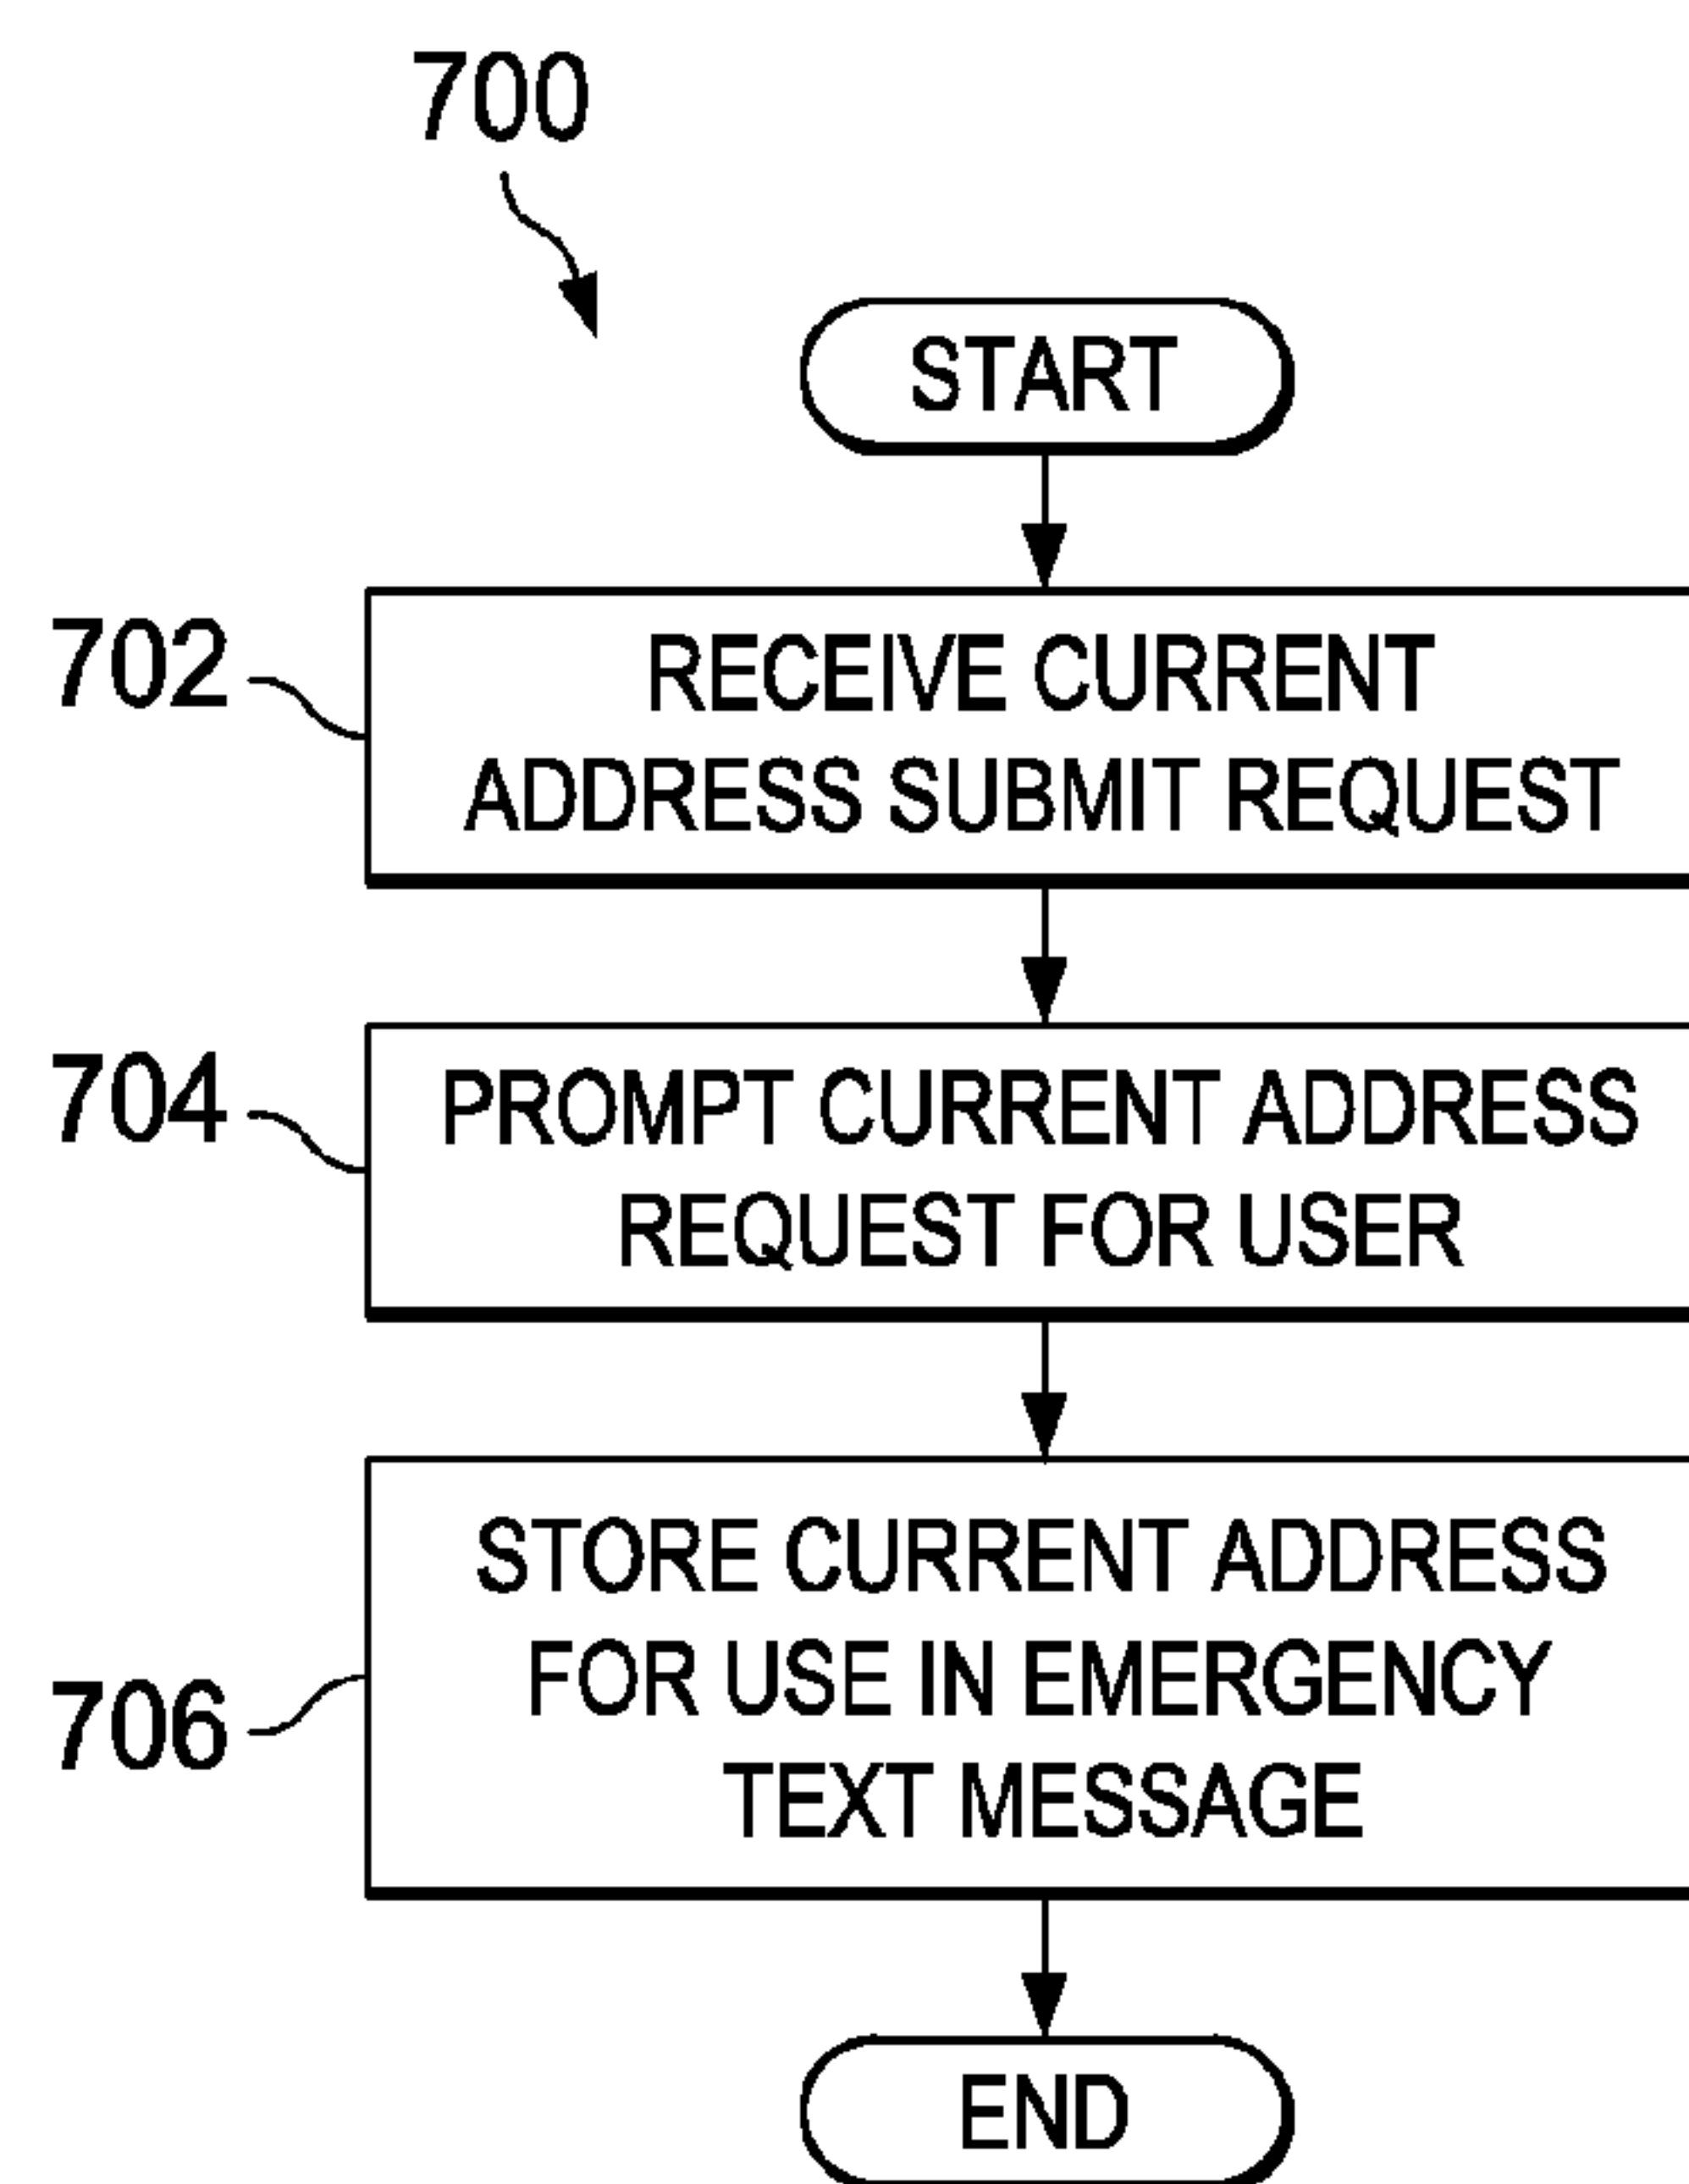 700
START
702
RECEIVE CURRENT
ADDRESS SUBMIT REQUEST
704
PROMPT CURRENT ADDRESS
REQUEST FOR USER
706
STORE CURRENT ADDRESS
FOR USE IN EMERGENCY
TEXT MESSAGE
END